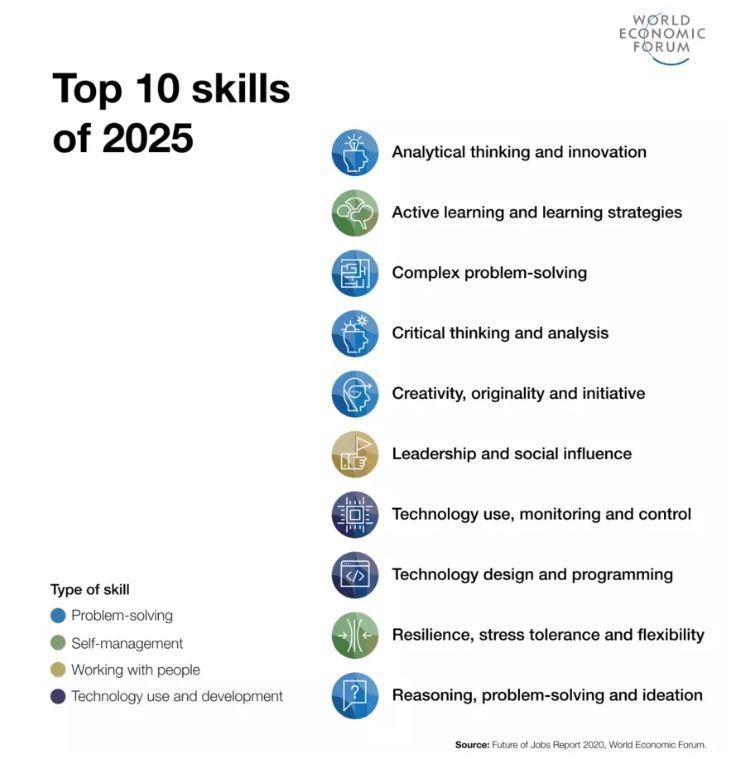 WORLD
ECONOMIC
FORUM
Top 10 skills
of 2025
Analytical thinking and innovation
Active learning and learning strategies
Complex problem-solving
Critical thinking and analysis
Creativity, originality and initiative
Leadership and social influence
Technology use, monitoring and control
</>
Technology design and programming
Resilience, stress tolerance and flexibility
?
Reasoning, problem-solving and ideation
Type of skill
Problem-solving
Self-management
Working with people
Technology use and development
Source: Future of Jobs Report 2020, World Economic Forum.